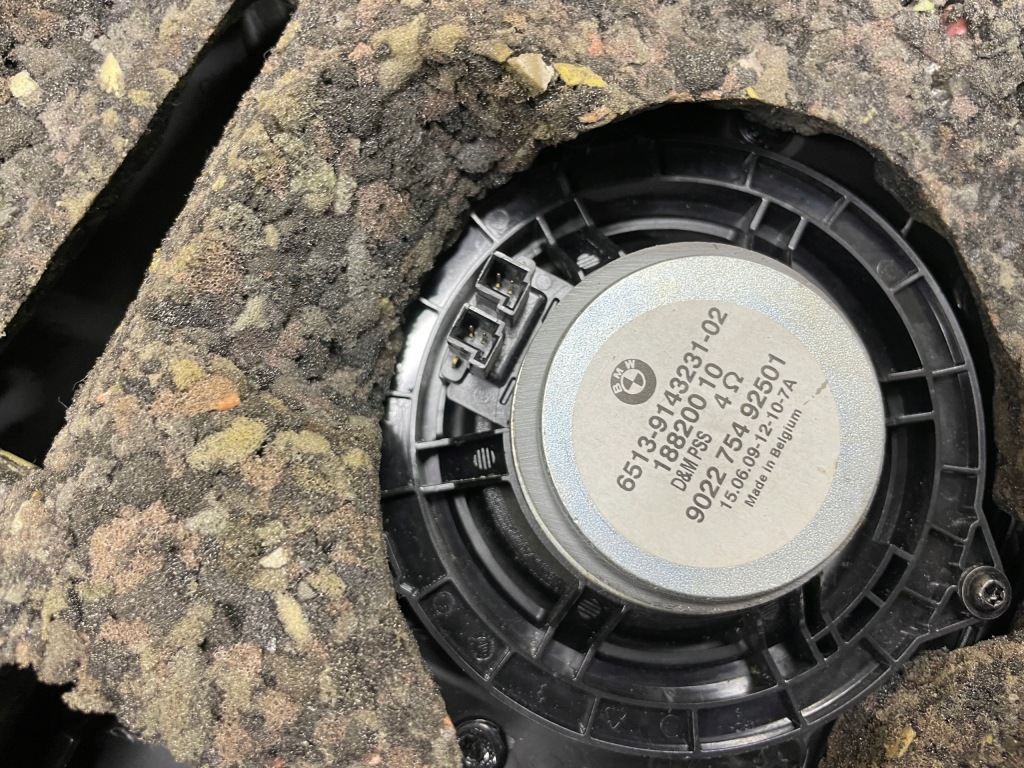 BMW
6513-9143231-02
188200 10
D&M PSS 4 Ω
9022 754 92501
15.06.09-12-10-7A
Made in Belgium